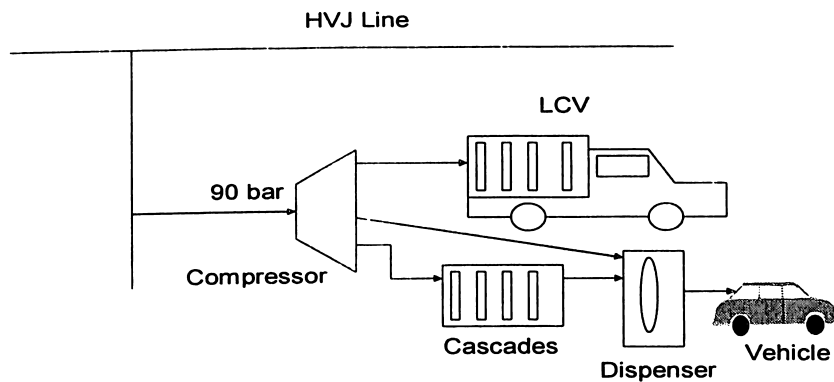 HVJ Line
LCV
90 bar
Compressor
Cascades
Dispenser
Vehicle